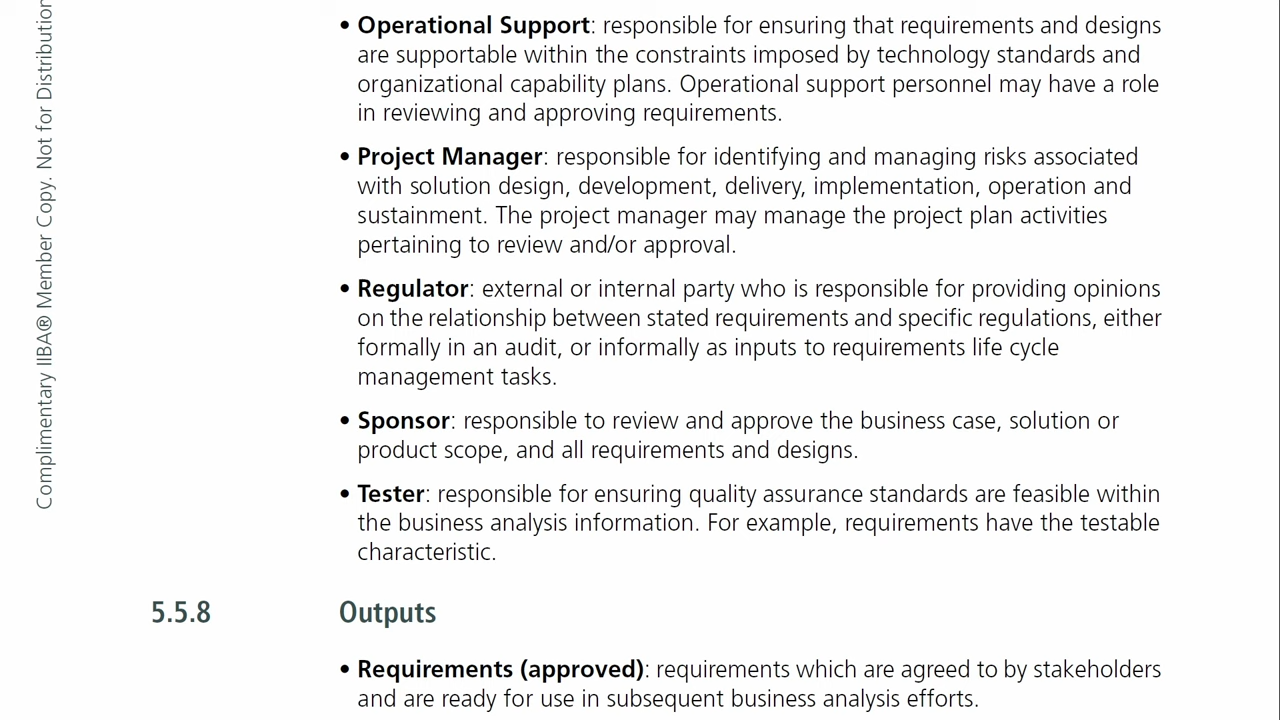 Complimentary IIBA® Member Copy. Not for Distribution
• Operational Support: responsible for ensuring that requirements and designs
are supportable within the constraints imposed by technology standards and
organizational capability plans. Operational support personnel may have a role
in reviewing and approving requirements.
• Project Manager: responsible for identifying and managing risks associated
with solution design, development, delivery, implementation, operation and
sustainment. The project manager may manage the project plan activities
pertaining to review and/or approval.
• Regulator: external or internal party who is responsible for providing opinions
on the relationship between stated requirements and specific regulations, either
formally in an audit, or informally as inputs to requirements life cycle
management tasks.
• Sponsor: responsible to review and approve the business case, solution or
product scope, and all requirements and designs.
• Tester: responsible for ensuring quality assurance standards are feasible within
the business analysis information. For example, requirements have the testable
characteristic.
5.5.8 Outputs
• Requirements (approved): requirements which are agreed to by stakeholders
and are ready for use in subsequent business analysis efforts.